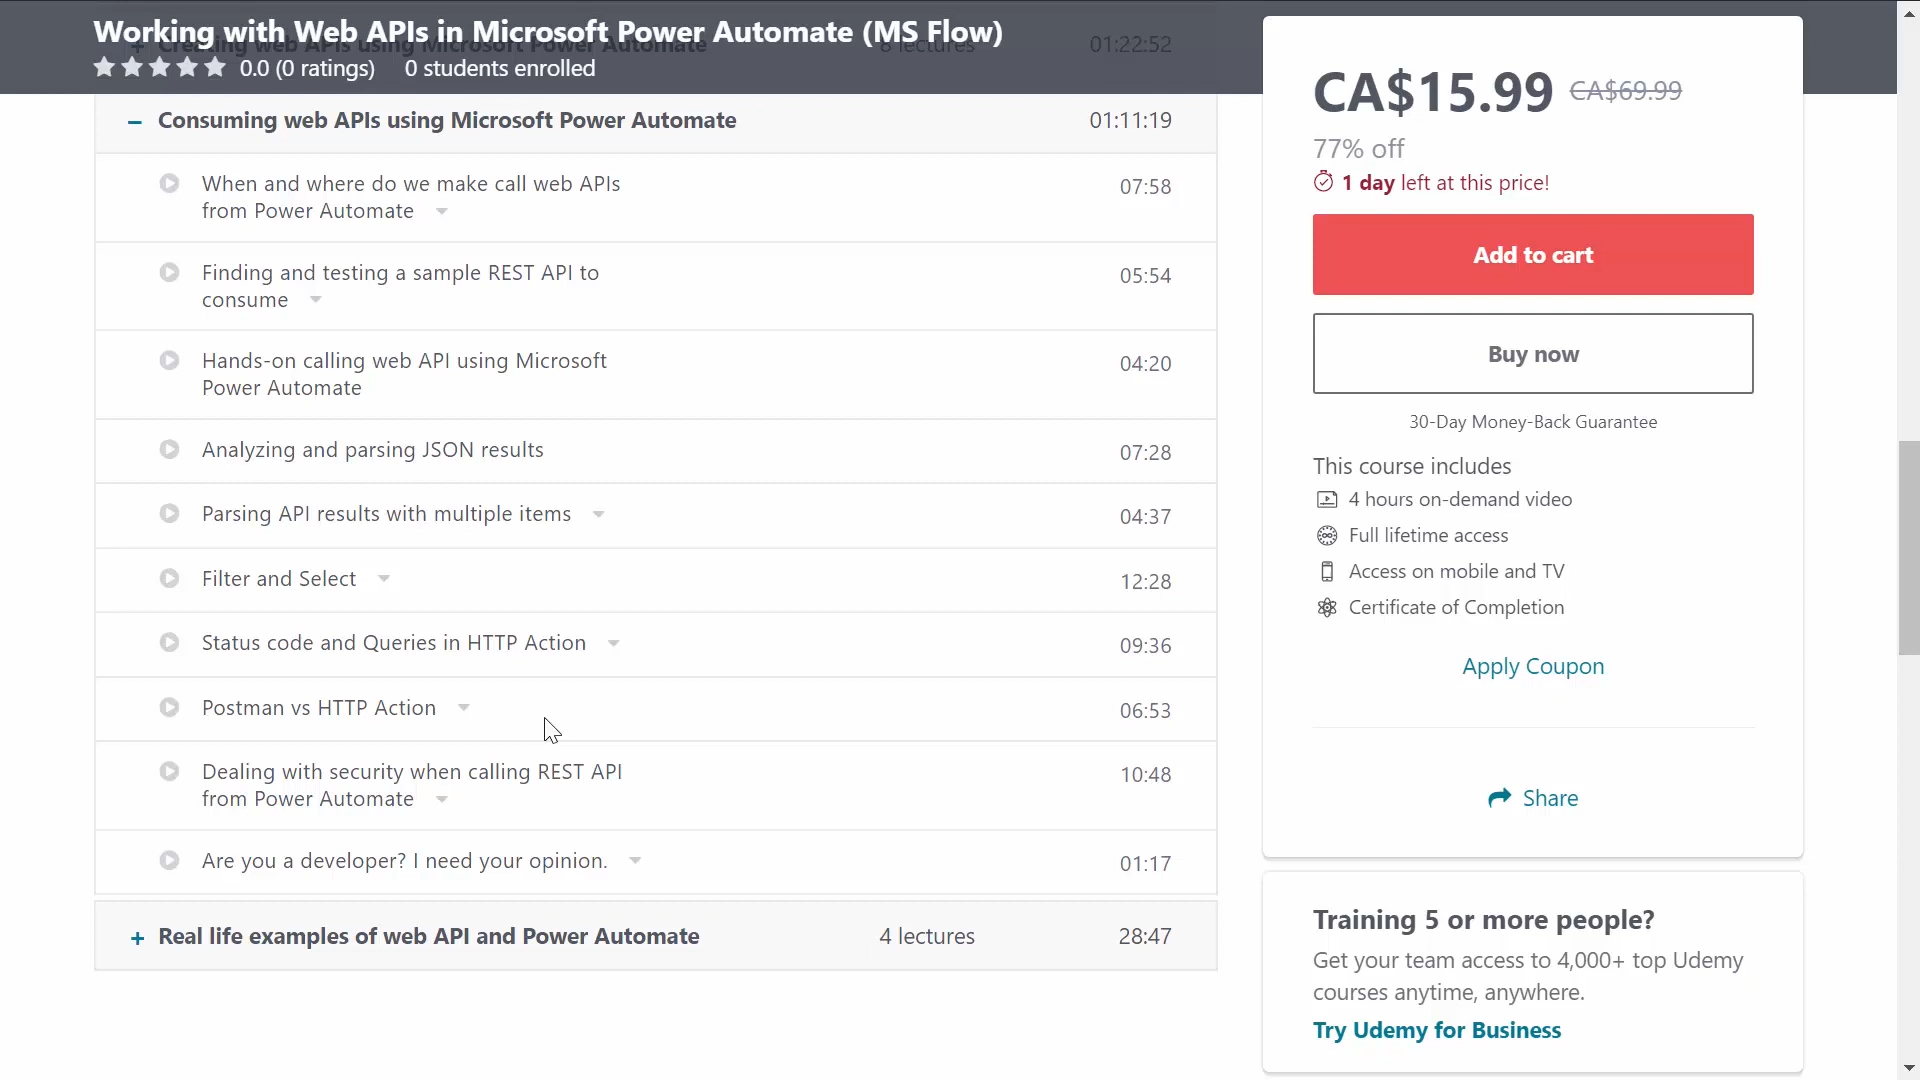 Working with Web APIs in Microsoft Power Automate (MS Flow)
Creating web APIs using Microsoft Power Automate 8 lectures 01:22:52
0.0 (0 ratings) 0 students enrolled
Consuming web APIs using Microsoft Power Automate 01:11:19
When and where do we make call web APIs
from Power Automate
07:58
Finding and testing a sample REST API to
consume
05:54
Hands-on calling web API using Microsoft
Power Automate
04:20
Analyzing and parsing JSON results 07:28
Parsing API results with multiple items 04:37
Filter and Select 12:28
Status code and Queries in HTTP Action 09:36
Postman vs HTTP Action 06:53
Dealing with security when calling REST API
from Power Automate
10:48
Are you a developer? I need your opinion. 01:17
Real life examples of web API and Power Automate 4 lectures 28:47
CA$15.99 CA$69.99
77% off
1 day left at this price!
Add to cart
Buy now
30-Day Money-Back Guarantee
This course includes
4 hours on-demand video
Full lifetime access
Access on mobile and TV
Certificate of Completion
Apply Coupon
Share
Training 5 or more people?
Get your team access to 4,000+ top Udemy
courses anytime, anywhere.
Try Udemy for Business